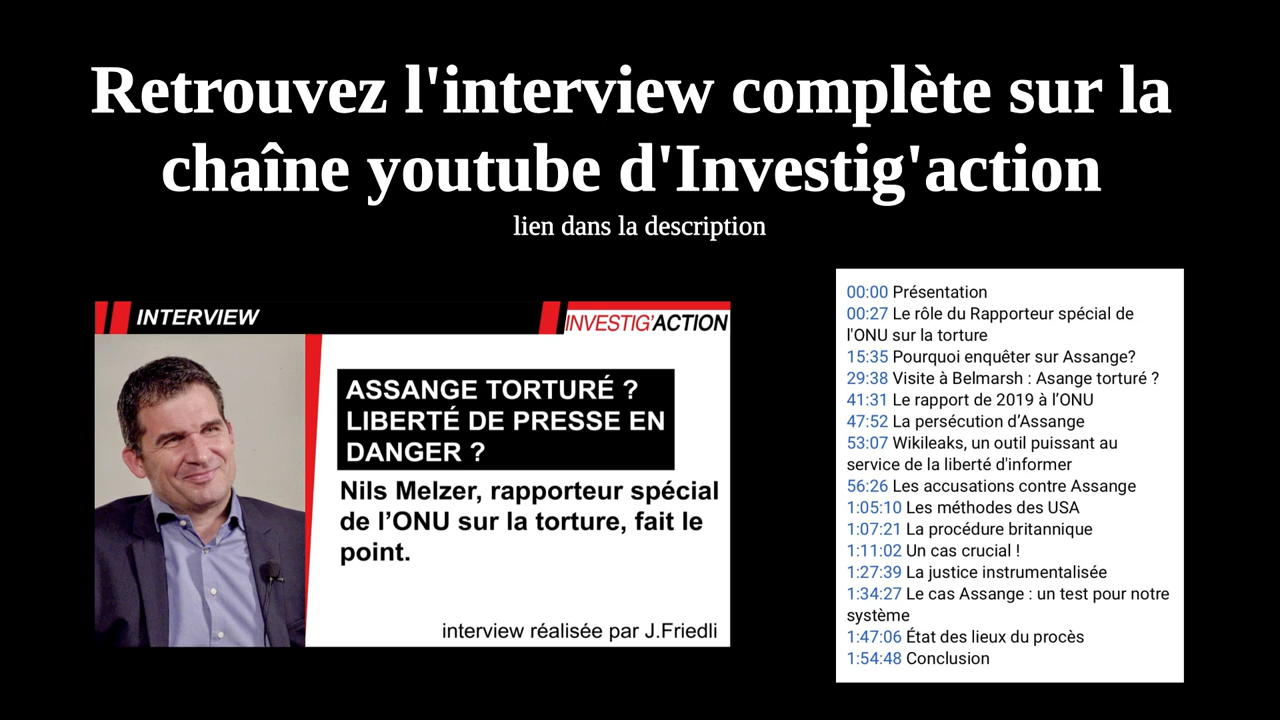 Retrouvez l'interview complète sur la
chaîne youtube d'Investig'action
lien dans la description
INTERVIEW
INVESTIG'ACTION
ASSANGE TORTURÉ ?
LIBERTÉ DE PRESSE EN
DANGER ?
Nils Melzer, rapporteur spécial
de l’ONU sur la torture, fait le
point.
interview réalisée par J.Friedli
00:00 Présentation
00:27 Le rôle du Rapporteur spécial de
l'ONU sur la torture
15:35 Pourquoi enquêter sur Assange?
29:38 Visite à Belmarsh : Asange torturé ?
41:31 Le rapport de 2019 à l’ONU
47:52 La persécution d’Assange
53:07 Wikileaks, un outil puissant au
service de la liberté d'informer
56:26 Les accusations contre Assange
1:05:10 Les méthodes des USA
1:07:21 La procédure britannique
1:11:02 Un cas crucial !
1:27:39 La justice instrumentalisée
1:34:27 Le cas Assange : un test pour notre
système
1:47:06 État des lieux du procès
1:54:48 Conclusion